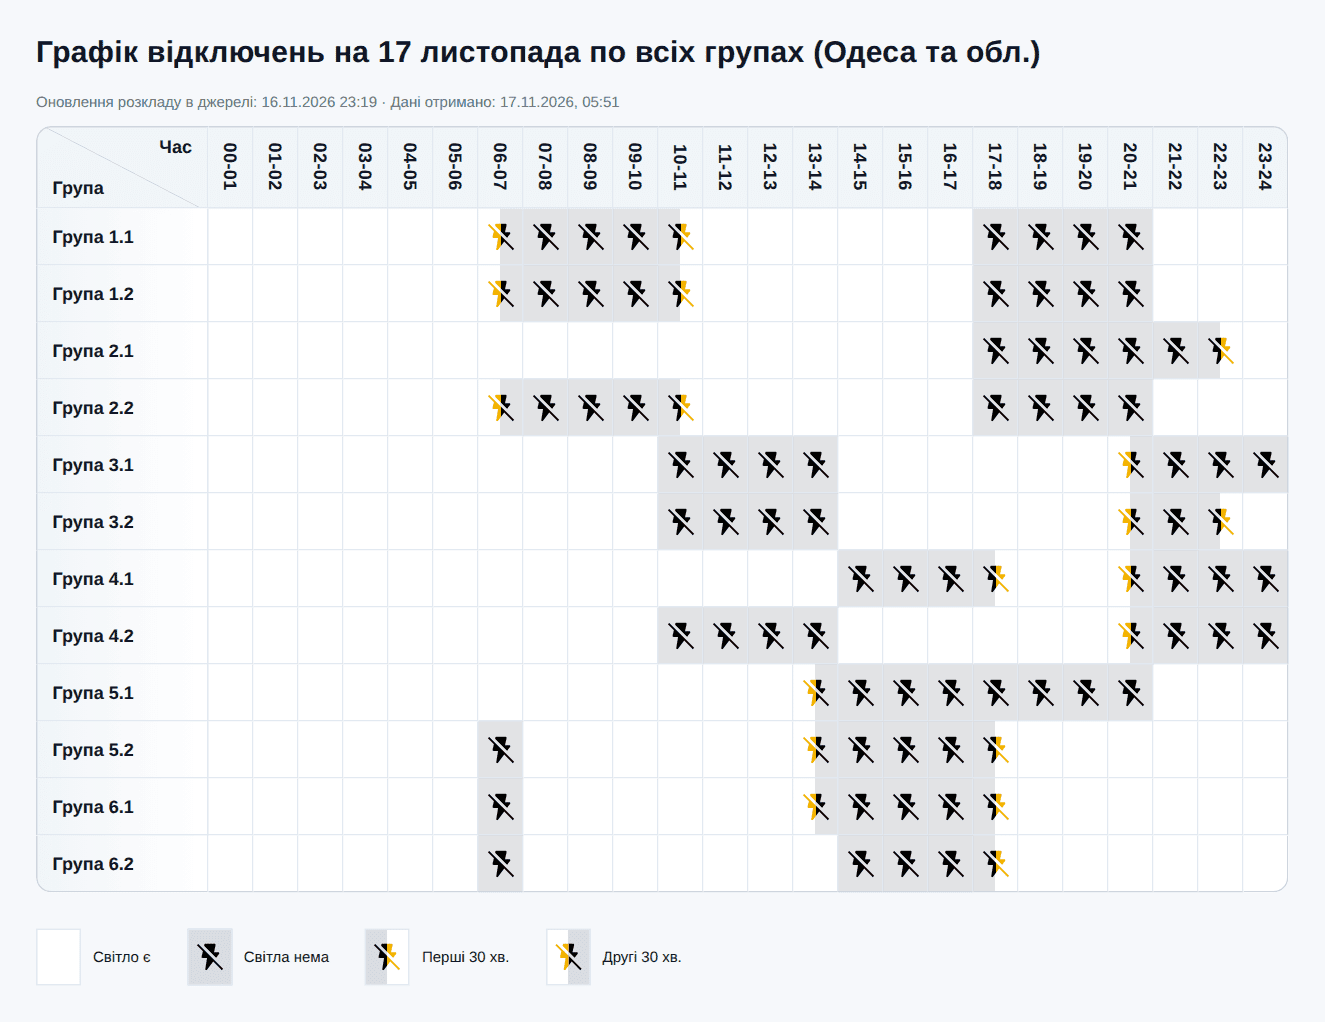 Графік відключень на 17 листопада по всіх групах (Одеса та обл.)
Оновлення розкладу в джерелі: 16.11.2026 23:19 · Дані отримано: 17.11.2026, 05:51
Час
Група
00-01
01-02
02-03
03-04
04-05
05-06
06-07
07-08
08-09
09-10
10-11
11-12
12-13
13-14
14-15
15-16
16-17
17-18
18-19
19-20
20-21
21-22
22-23
23-24
Група 1.1
Група 1.2
Група 2.1
Група 2.2
Група 3.1
Група 3.2
Група 4.1
Група 4.2
Група 5.1
Група 5.2
Група 6.1
Група 6.2
Світло є
Світла нема
Перші 30 хв.
Другі 30 хв.